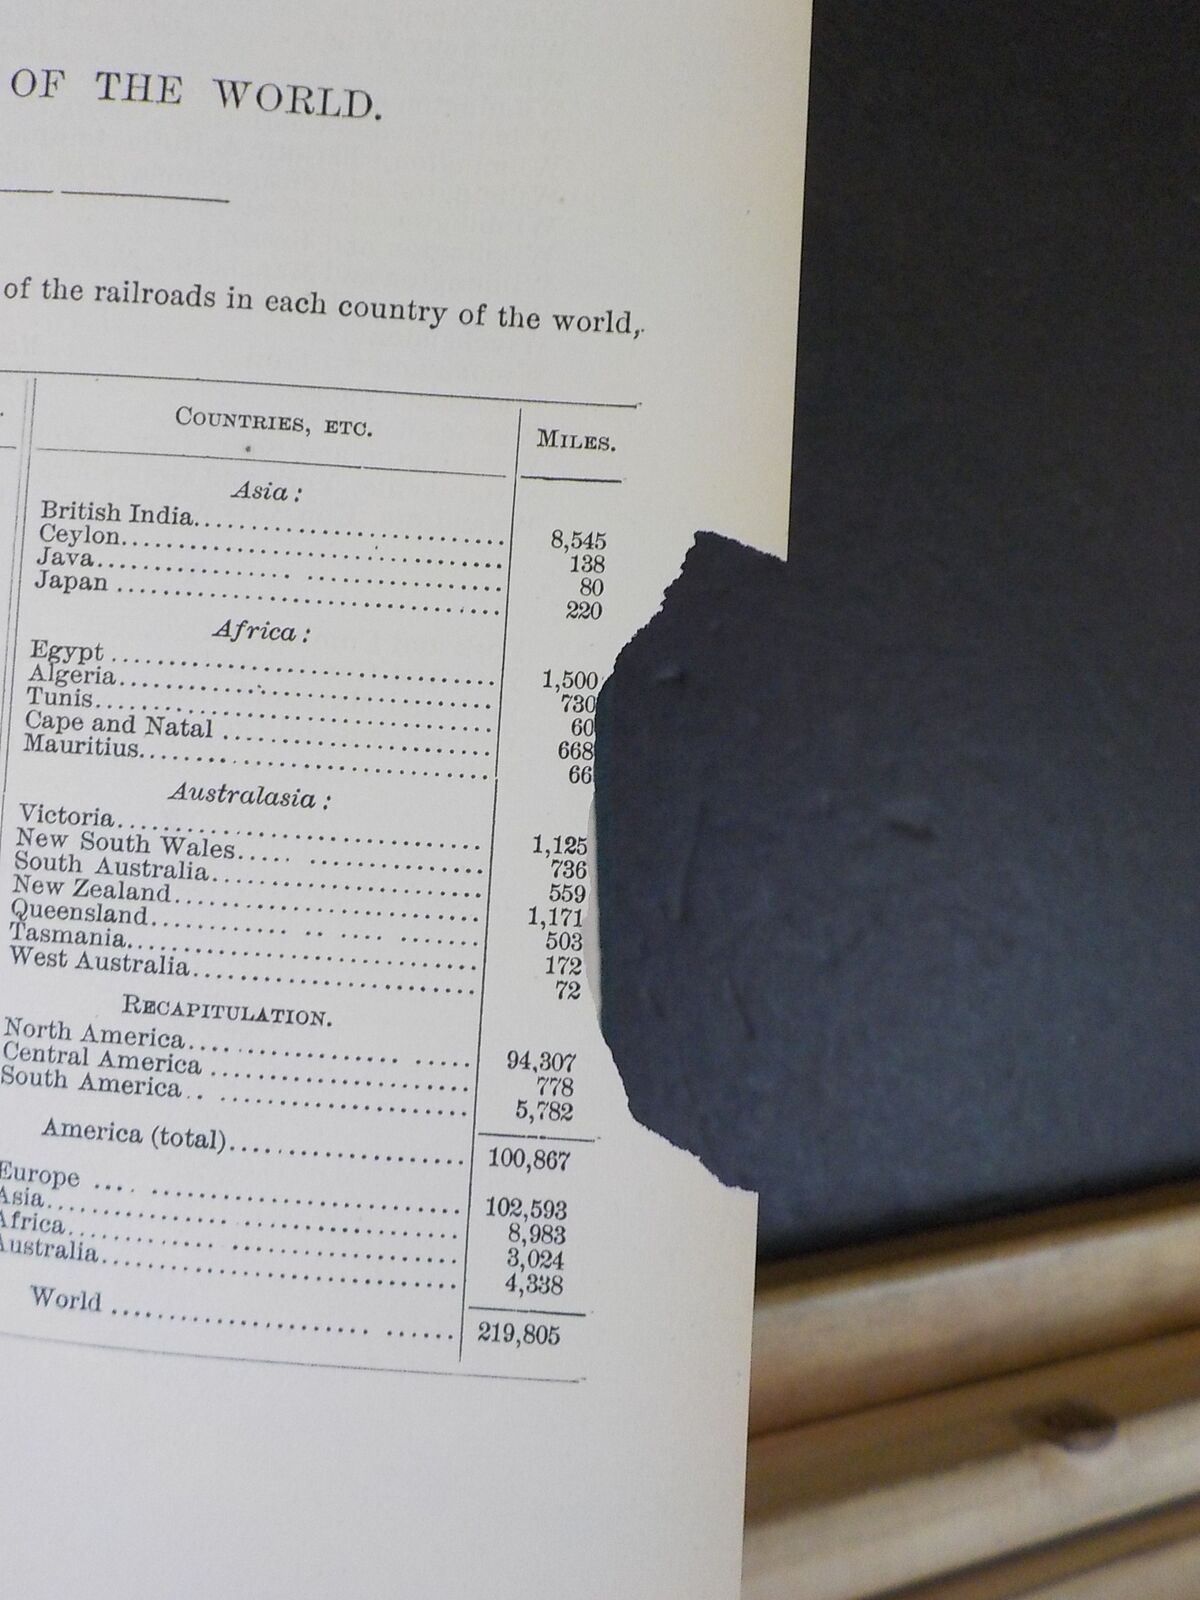 OF THE WORLD.
of the railroads in each country of the world,
COUNTRIES, ETC. MILES.
Asia:
British India........ 8,545
Ceylon........ 138
Java........ 80
Japan........ 220
Africa:
Egypt........ 1,500
Algeria........ 730
Tunis........ 60
Cape and Natal........ 668
Mauritius........ 66
Australasia:
Victoria........ 1,125
New South Wales........ 736
South Australia........ 559
New Zealand........ 1,171
Queensland........ 503
Tasmania........ 172
West Australia........ 72
RECAPITULATION.
North America........ 94,307
Central America........ 778
South America........ 5,782
America (total)........ 100,867
Europe........ 102,593
Asia........ 8,983
Africa........ 3,024
Australia........ 4,338
World........ 219,805